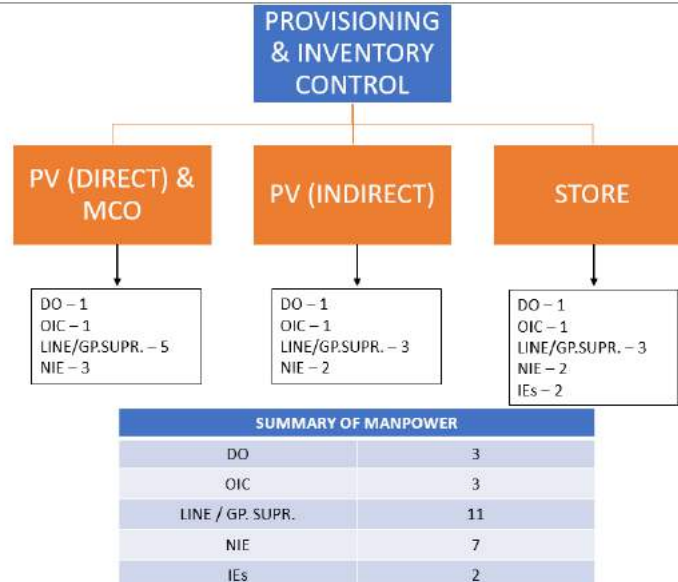 PROVISIONING
& INVENTORY
CONTROL
PV (DIRECT) &
MCO
PV (INDIRECT)
STORE
DO – 1
OIC – 1
LINE/GP.SUPR. – 5
NIE – 3
DO – 1
OIC – 1
LINE/GP.SUPR. – 3
NIE – 2
DO – 1
OIC – 1
LINE/GP.SUPR. – 3
NIE – 2
IEs – 2
SUMMARY OF MANPOWER
DO 3
OIC 3
LINE / GP. SUPR. 11
NIE 7
IEs 2